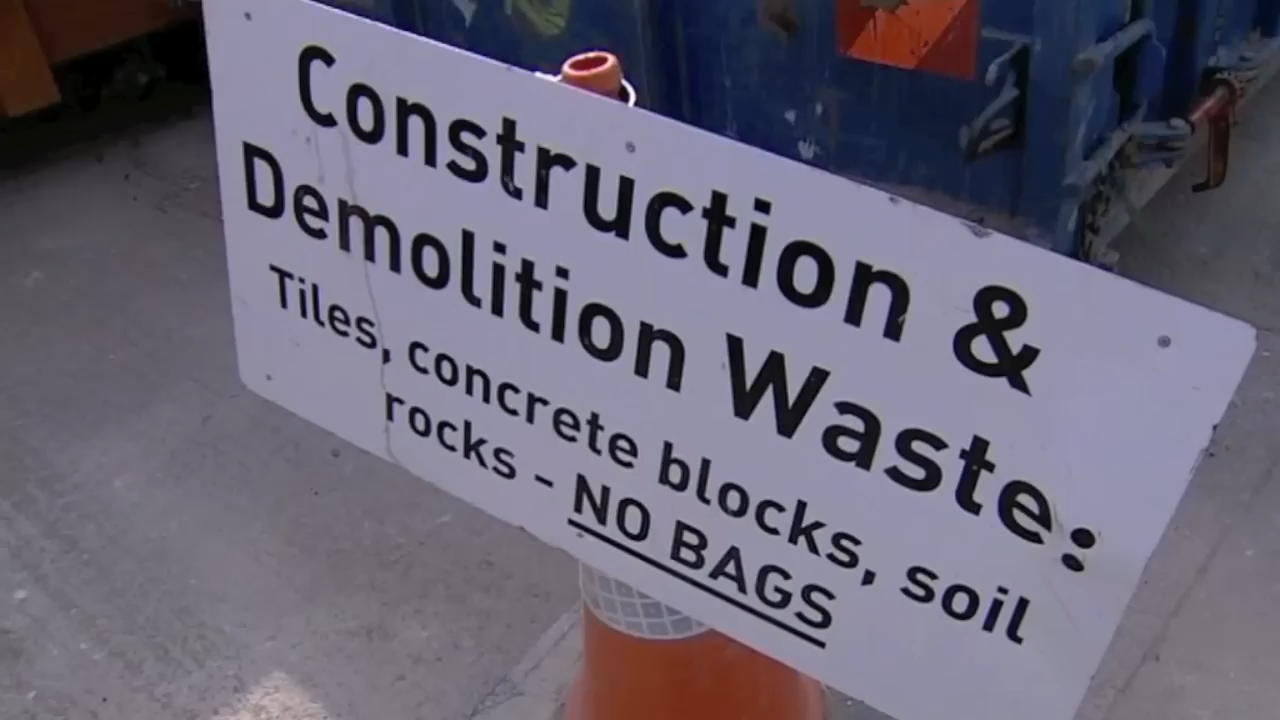 Construction &
Demolition Waste:
Tiles, concrete blocks, soil
rocks - NO BAGS